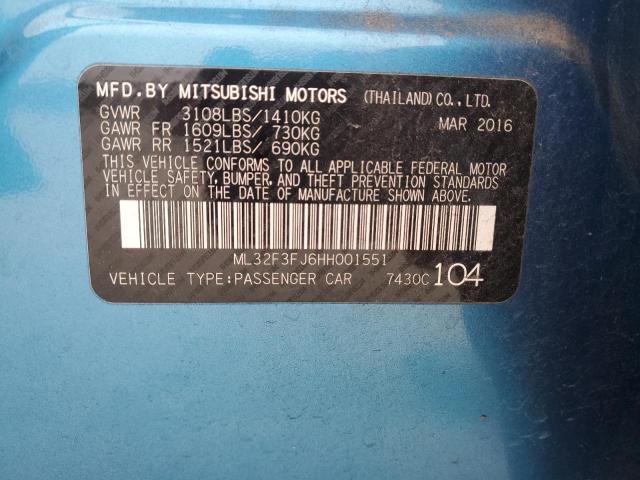 MFD.BY MITSUBISHI MOTORS (THAILAND)CO.,LTD.
GVWR 3108LBS/1410KG MAR 2016
GAWR FR 1609LBS/ 730KG
GAWR RR 1521LBS/ 690KG
THIS VEHICLE CONFORMS TO ALL APPLICABLE FEDERAL MOTOR
VEHICLE SAFETY, BUMPER, AND THEFT PREVENTION STANDARDS
IN EFFECT ON THE DATE OF MANUFACTURE SHOWN ABOVE.
ML32F3FJ6HH001551
VEHICLE TYPE:PASSENGER CAR 7430C 104